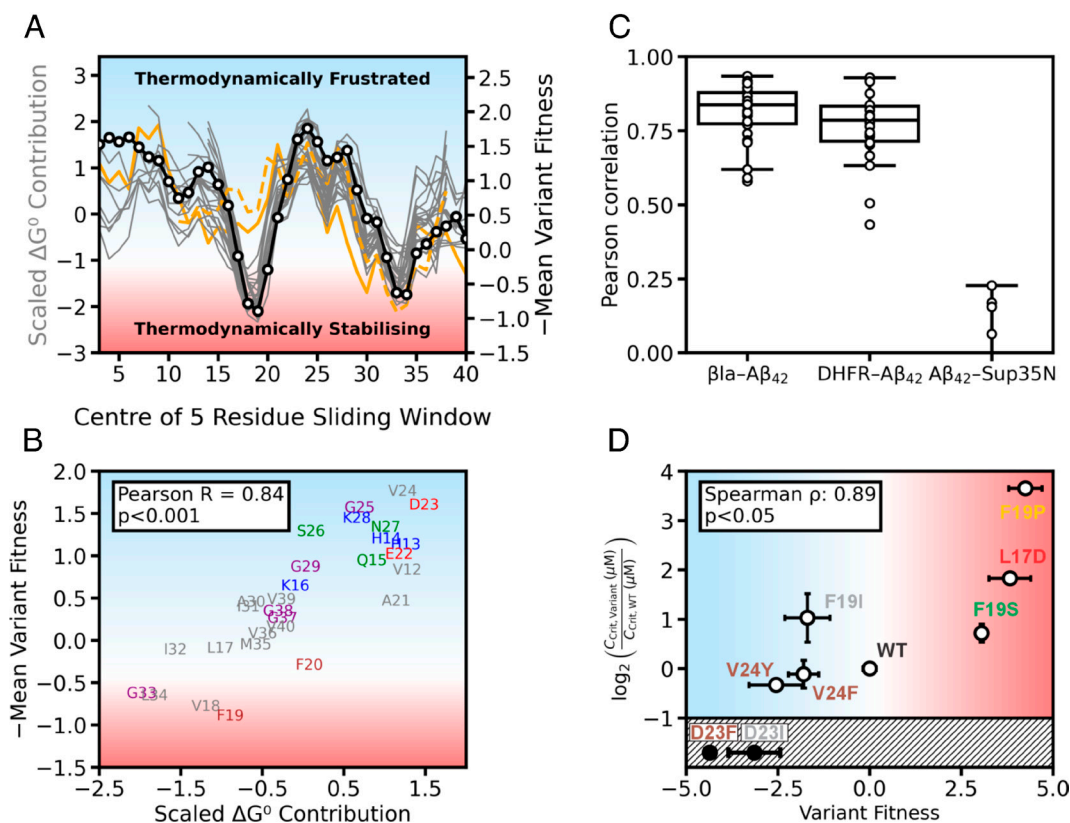 A
Thermodynamically Frustrated
Thermodynamically Stabilising
Scaled ΔG⁰ Contribution
−Mean Variant Fitness
3
2
1
0
−1
−2
−3
2.5
2.0
1.5
1.0
0.5
0.0
−0.5
−1.0
−1.5
5
10
15
20
25
30
35
40
Centre of 5 Residue Sliding Window
C
Pearson correlation
1.00
0.75
0.50
0.25
0.00
βla–Aβ₄₂
DHFR–Aβ₄₂
Aβ₄₂–Sup35N
B
Pearson R = 0.84
p<0.001
−Mean Variant Fitness
2.0
1.5
1.0
0.5
0.0
−0.5
−1.0
−1.5
V24
D23
G25
K28
N27
S26
H14
H13
E22
Q15
G29
V12
K16
A21
A30
V39
I31
G38
G37
V40
V36
M35
L17
I32
F20
G33
L34
V18
F19
−2.5
−1.5
−0.5
0.5
1.5
Scaled ΔG⁰ Contribution
D
Spearman ρ: 0.89
p<0.05
log₂ (C_Crit,Variant (μM) / C_Crit,WT (μM))
4
3
2
1
0
−1
F19P
L17D
F19S
F19I
WT
V24Y
V24F
D23F
D23I
−5.0
−2.5
0.0
2.5
5.0
Variant Fitness